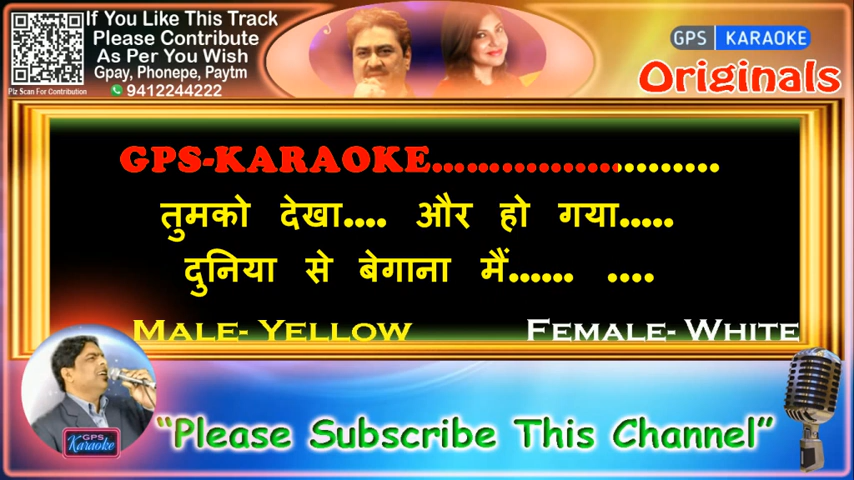 If You Like This Track
Please Contribute
As Per You Wish
Gpay, Phonepe, Paytm
Plz Scan For Contribution
9412244222
GPS | KARAOKE
Originals
GPS-KARAOKE.............................
तुमको देखा.... और हो गया.....
दुनिया से बेगाना मैं...... ....
MALE- YELLOW
FEMALE- WHITE
GPS
Karaoke
“Please Subscribe This Channel”